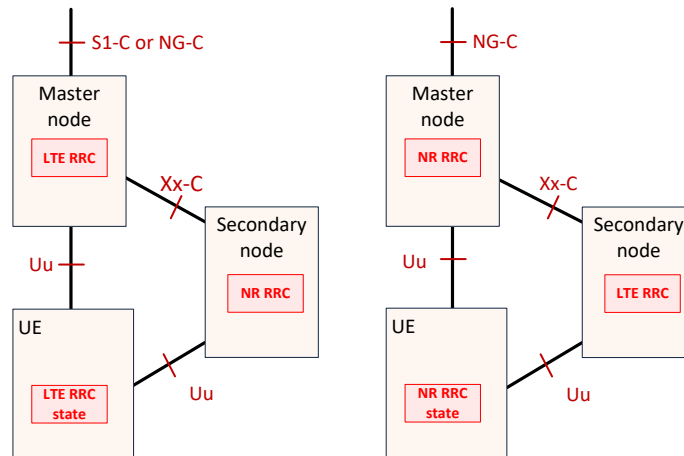 S1-C or NG-C
Master
node
LTE RRC
Xx-C
Secondary
node
NR RRC
Uu
UE
LTE RRC
state
Uu
NG-C
Master
node
NR RRC
Xx-C
Secondary
node
LTE RRC
Uu
UE
NR RRC
state
Uu